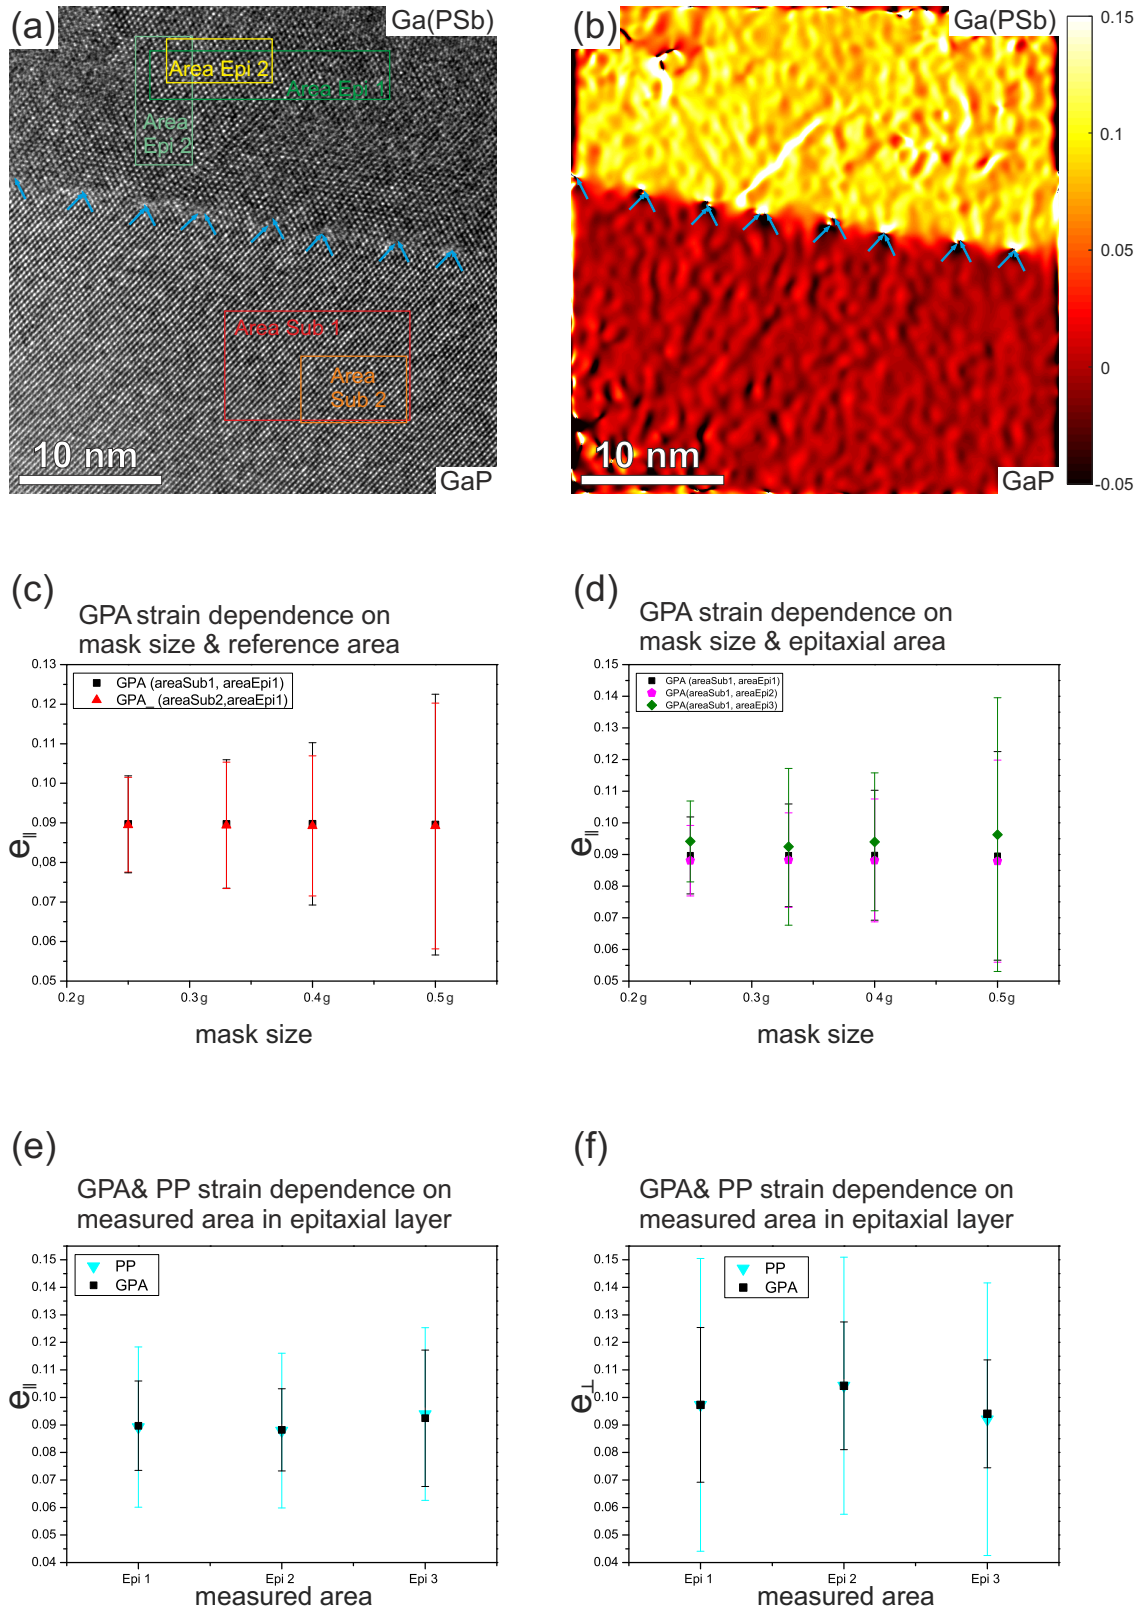 (a)
Ga(PSb)
Area Epi 2
Area Epi 1
Area
Epi 2
Area Sub 1
Area
Sub 2
10 nm
GaP
(b)
Ga(PSb)
10 nm
GaP
0.15
0.1
0.05
0
-0.05
(c)
GPA strain dependence on
mask size & reference area
GPA (areaSub1, areaEpi1)
GPA_ (areaSub2,areaEpi1)
0.13
0.12
0.11
0.10
0.09
0.08
0.07
0.06
0.05
e||
0.2 g
0.3 g
0.4 g
0.5 g
mask size
(d)
GPA strain dependence on
mask size & epitaxial area
GPA(areaSub1, areaEpi1)
GPA(areaSub1, areaEpi2)
GPA(areaSub1, areaEpi3)
0.15
0.14
0.13
0.12
0.11
0.10
0.09
0.08
0.07
0.06
0.05
e||
0.2 g
0.3 g
0 4 g
0.5 g
mask size
(e)
GPA& PP strain dependence on
measured area in epitaxial layer
PP
GPA
0.15
0.14
0.13
0.12
0.11
0.10
0.09
0.08
0.07
0.06
0.05
0.04
e||
Epi 1
Epi 2
Epi 3
measured area
(f)
GPA& PP strain dependence on
measured area in epitaxial layer
PP
GPA
0.15
0.14
0.13
0.12
0.11
0.10
0.09
0.08
0.07
0.06
0.05
0.04
e⊥
Epi 1
Epi 2
Epi 3
measured area